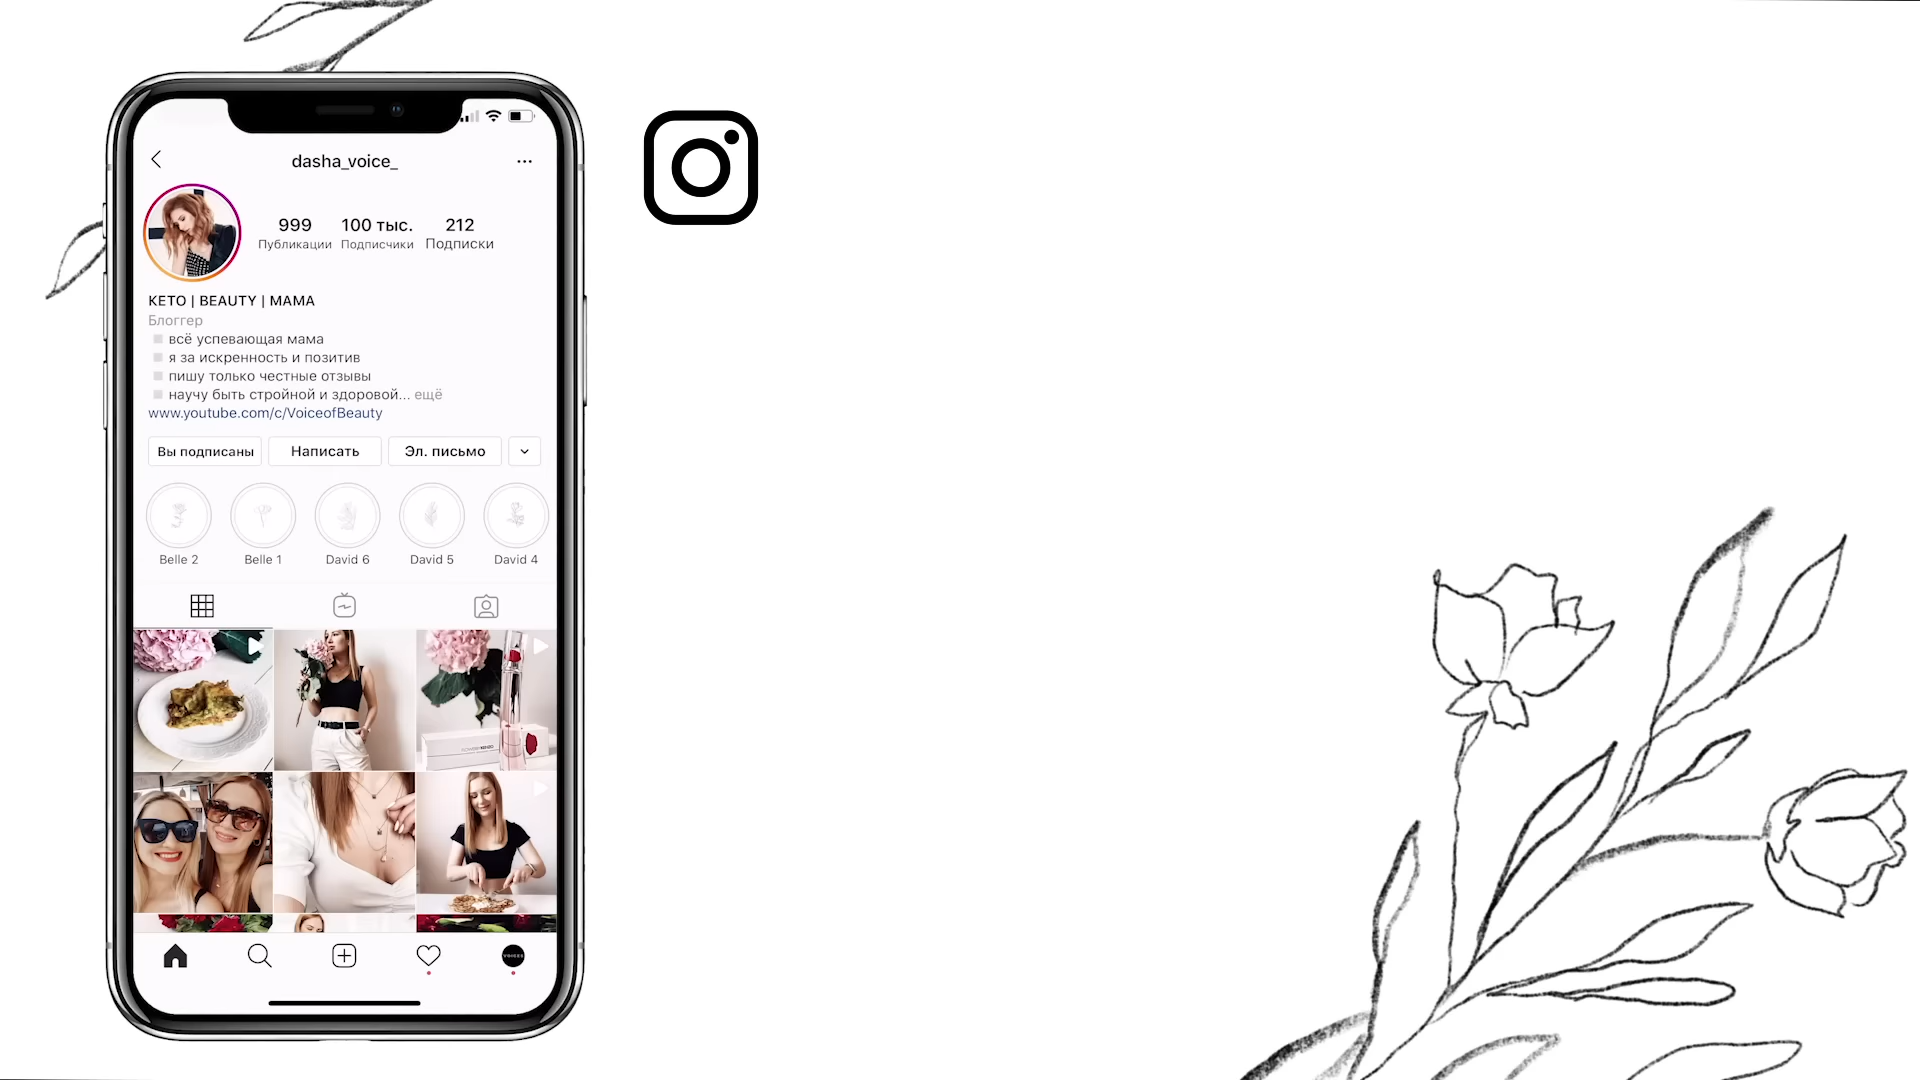 dasha_voice_
999 100 тыс. 212
Публикации Подписчики Подписки
KETO | BEAUTY | MAMA
Блоггер
всё успевающая мама
я за искренность и позитив
пишу только честные отзывы
научу быть стройной и здоровой... ещё
www.youtube.com/c/VoiceofBeauty
Вы подписаны Написать Эл. письмо
Belle 2 Belle 1 David 6 David 5 David 4